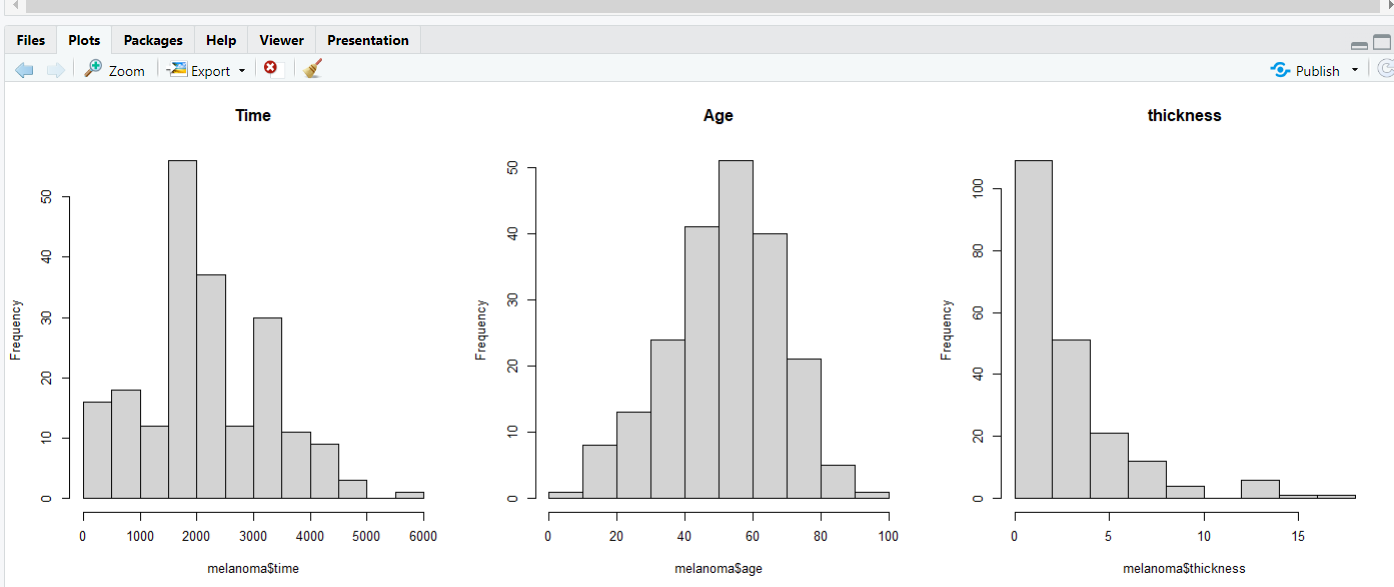 Files Plots Packages Help Viewer Presentation
Zoom Export Publish
Time Age thickness
Frequency
0 10 20 30 40 50
0 1000 2000 3000 4000 5000 6000
melanoma$time
Frequency
0 10 20 30 40 50
0 20 40 60 80 100
melanoma$age
Frequency
0 20 40 60 80 100
0 5 10 15
melanoma$thickness